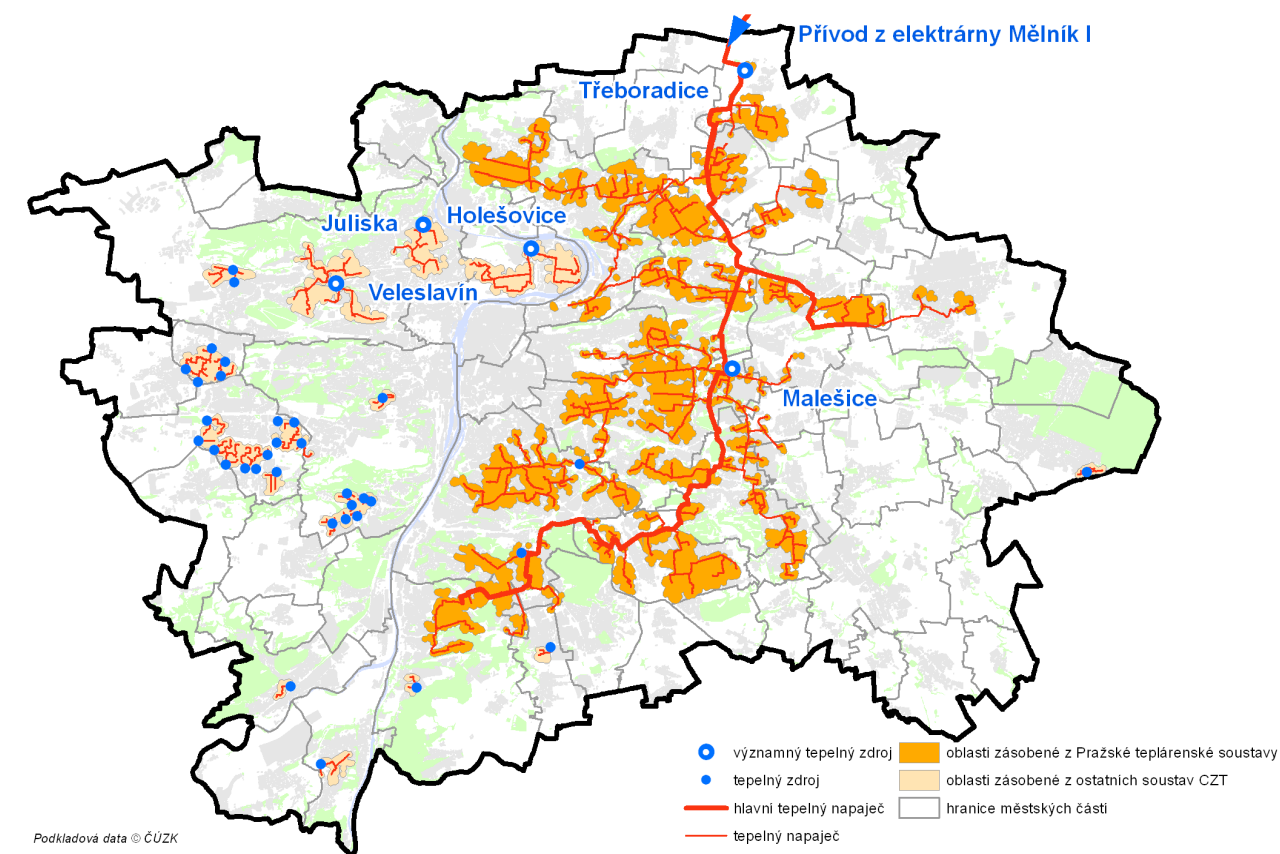 Přívod z elektrárny Mělník I
Třeboradice
Holešovice
Juliska
Veleslavín
Malešice
významný tepelný zdroj
tepelný zdroj
hlavní tepelný napaječ
tepelný napaječ
oblasti zásobené z Pražské teplárenské soustavy
oblasti zásobené z ostatních soustav CZT
hranice městských částí
Podkladová data © ČÚZK